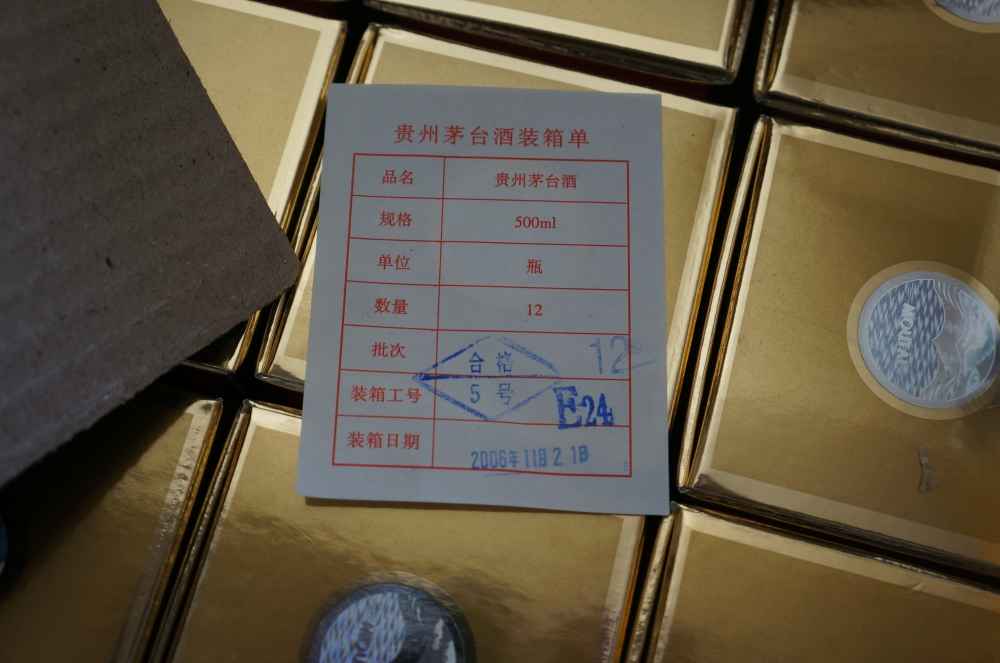 贵州茅台酒装箱单
品名 贵州茅台酒
规格 500ml
单位 瓶
数量 12
批次
合格
12
装箱工号
5号
E24
装箱日期
2006年11月21日
MOUTAI